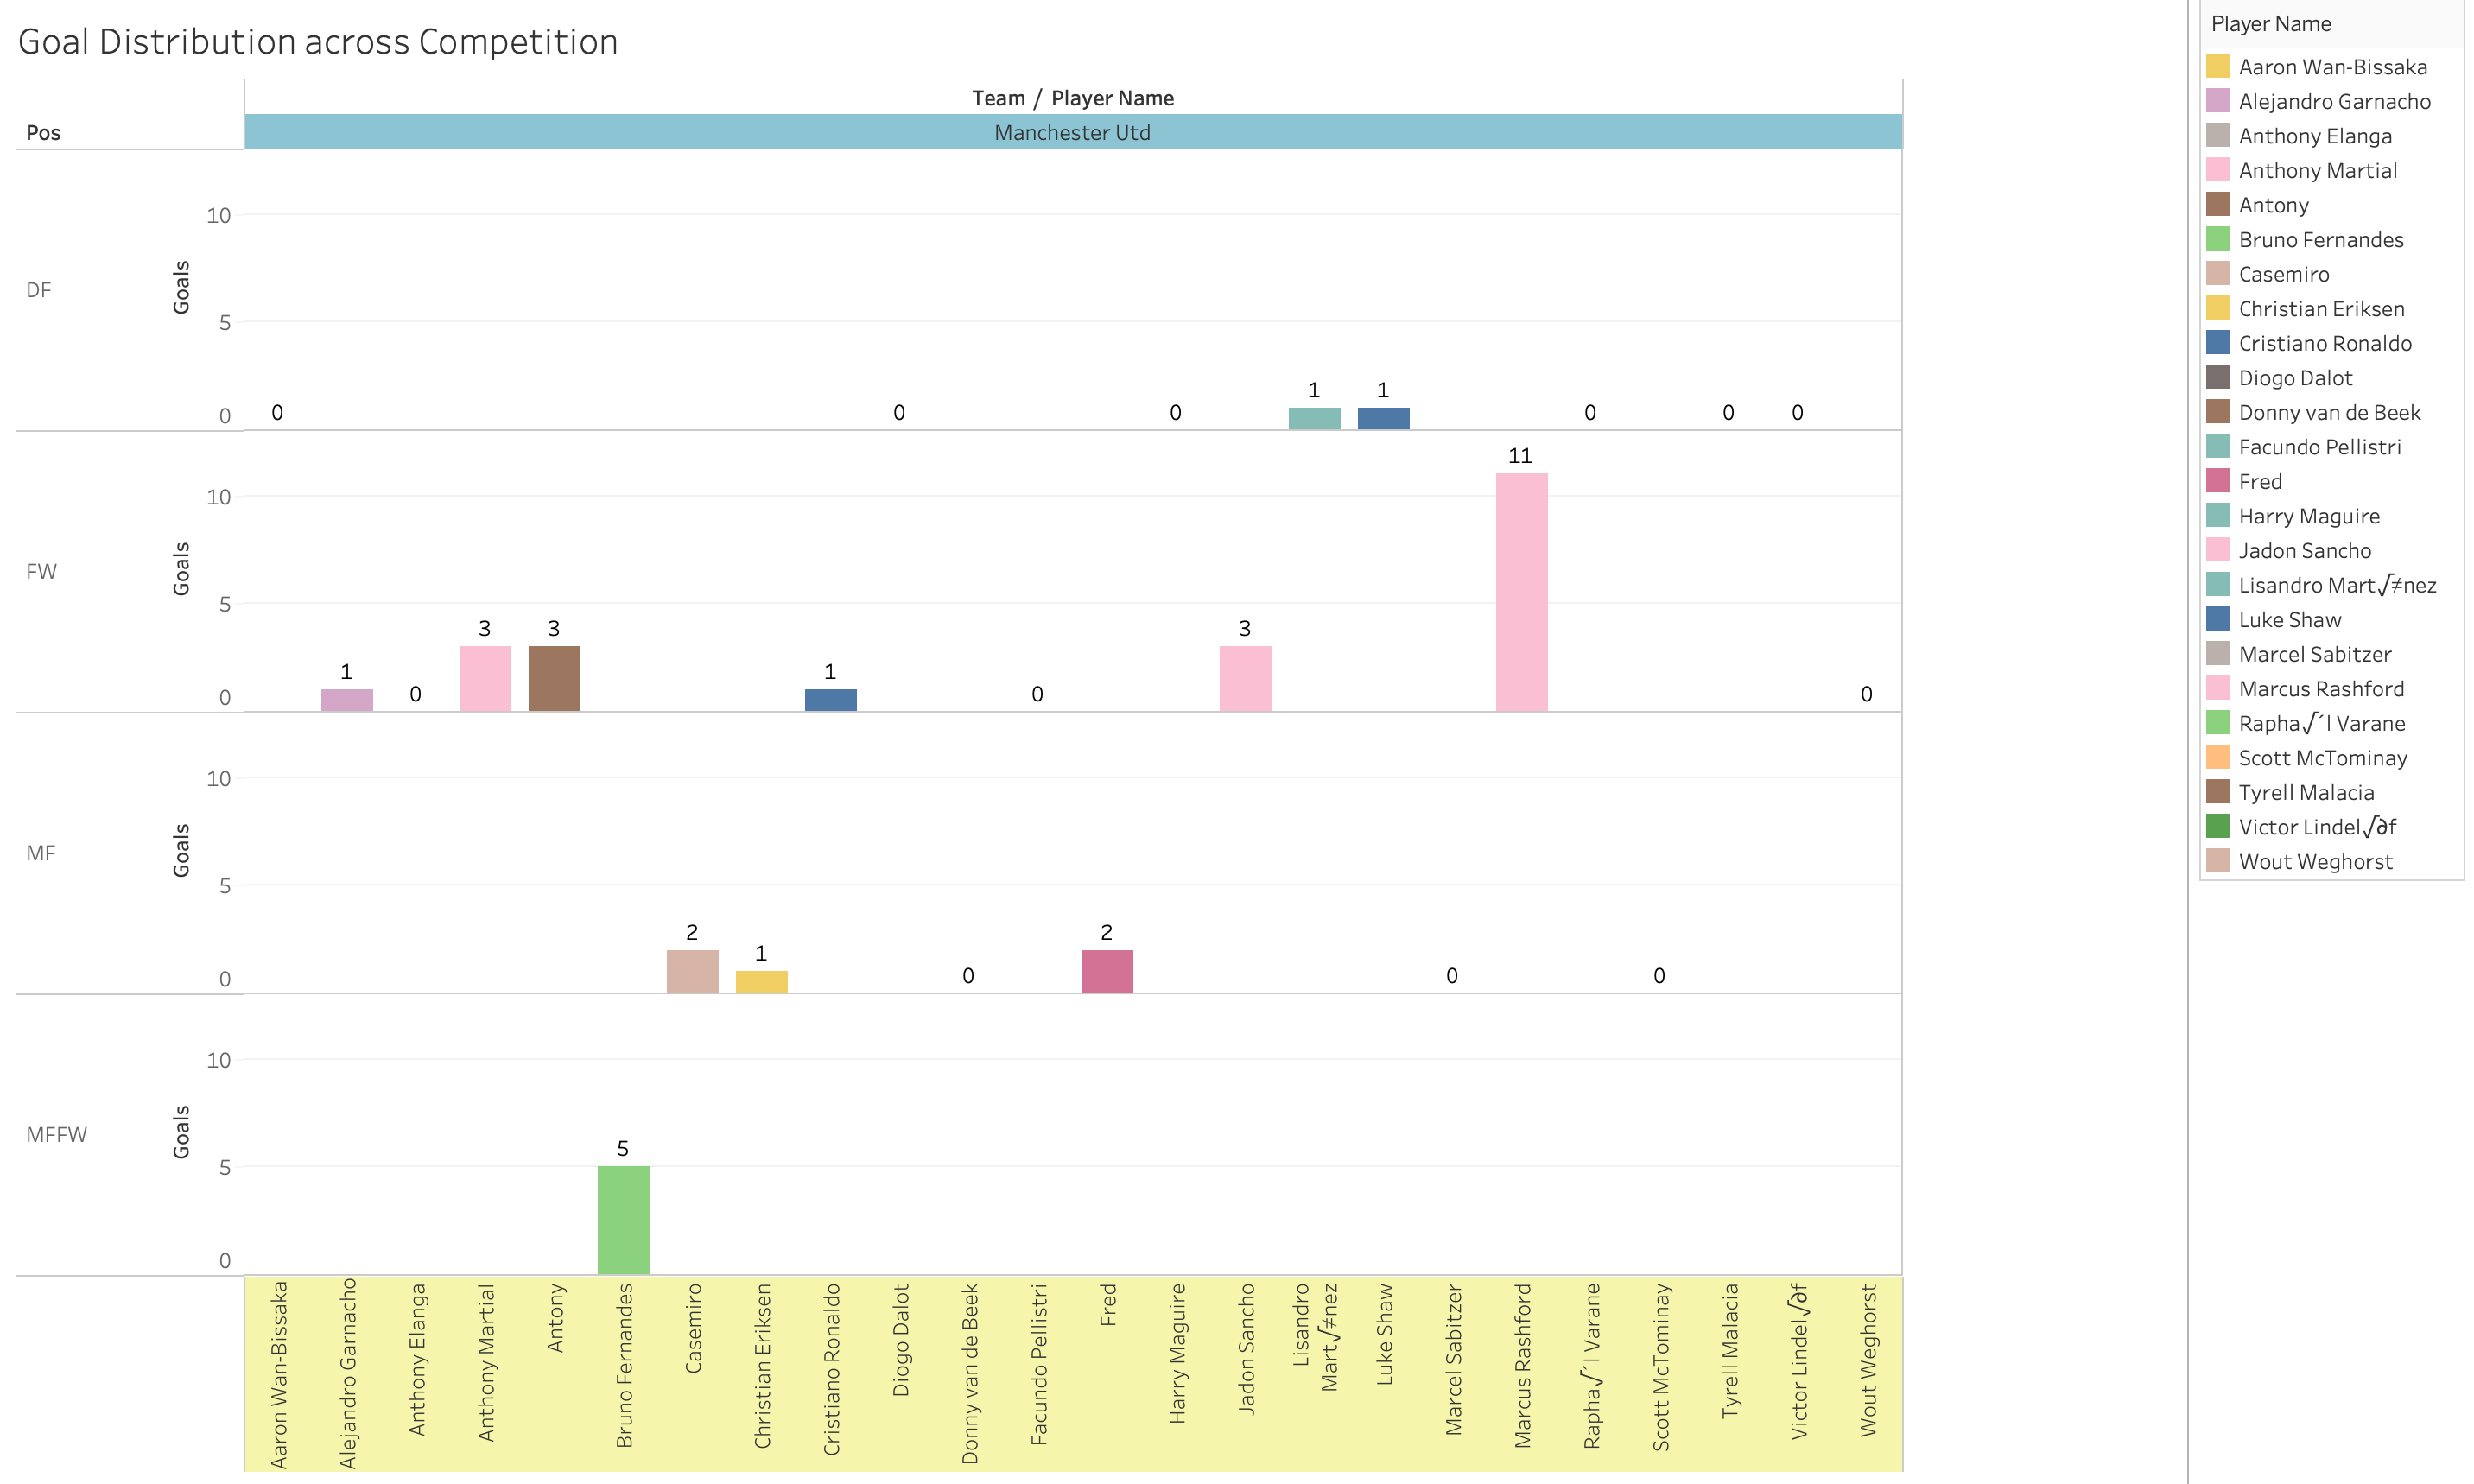 Goal Distribution across Competition
Team / Player Name
Pos
Manchester Utd
DF
Goals
10
5
0
0
0
0
1
1
0
0
0
FW
Goals
10
5
0
1
0
3
3
1
0
3
11
0
MF
Goals
10
5
0
2
1
0
2
0
0
MFFW
Goals
10
5
0
5
Aaron Wan-Bissaka
Alejandro Garnacho
Anthony Elanga
Anthony Martial
Antony
Bruno Fernandes
Casemiro
Christian Eriksen
Cristiano Ronaldo
Diogo Dalot
Donny van de Beek
Facundo Pellistri
Fred
Harry Maguire
Jadon Sancho
Lisandro
Mart√≠nez
Luke Shaw
Marcel Sabitzer
Marcus Rashford
Rapha√´l Varane
Scott McTominay
Tyrell Malacia
Victor Lindel√∂f
Wout Weghorst
Player Name
Aaron Wan-Bissaka
Alejandro Garnacho
Anthony Elanga
Anthony Martial
Antony
Bruno Fernandes
Casemiro
Christian Eriksen
Cristiano Ronaldo
Diogo Dalot
Donny van de Beek
Facundo Pellistri
Fred
Harry Maguire
Jadon Sancho
Lisandro Mart√≠nez
Luke Shaw
Marcel Sabitzer
Marcus Rashford
Rapha√´l Varane
Scott McTominay
Tyrell Malacia
Victor Lindel√∂f
Wout Weghorst